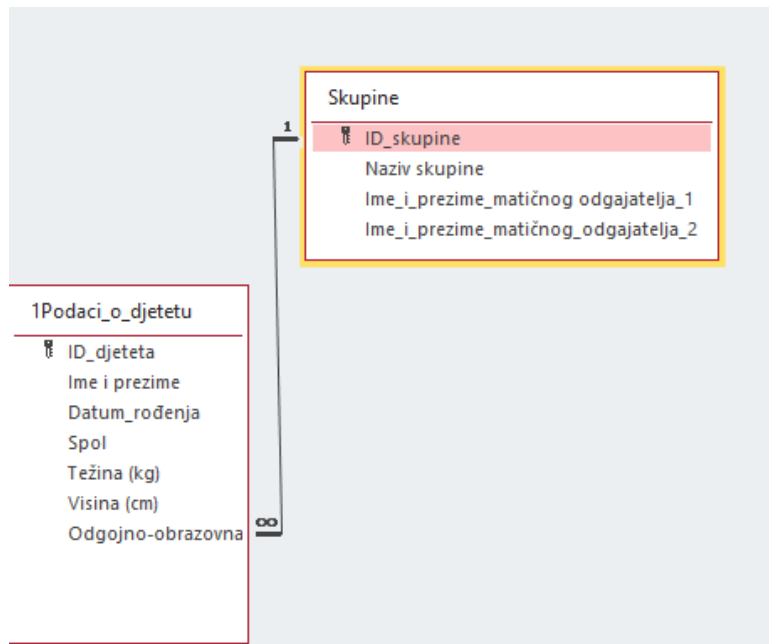 Skupine
1
ID_skupine
Naziv skupine
Ime_i_prezime_matičnog odgajatelja_1
Ime_i_prezime_matičnog_odgajatelja_2
1Podaci_o_djetetu
ID_djeteta
Ime i prezime
Datum_rođenja
Spol
Težina (kg)
Visina (cm)
Odgojno-obrazovna
∞